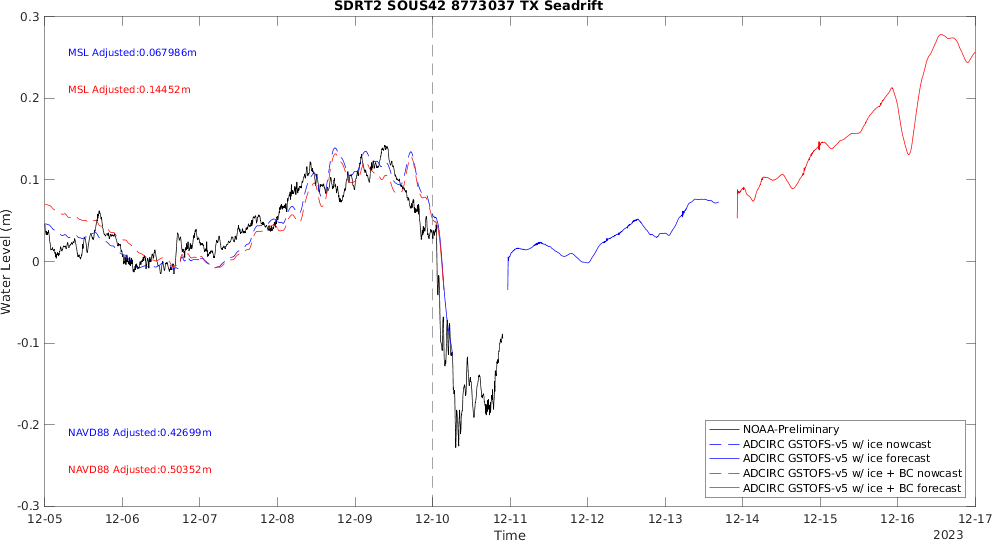 SDRT2 SOUS42 8773037 TX Seadrift
MSL Adjusted:0.067986m
MSL Adjusted:0.14452m
NAVD88 Adjusted:0.42699m
NAVD88 Adjusted:0.50352m
Water Level (m)
0.3
0.2
0.1
0
-0.1
-0.2
-0.3
NOAA-Preliminary
ADCIRC GSTOFS-v5 w/ ice nowcast
ADCIRC GSTOFS-v5 w/ ice forecast
ADCIRC GSTOFS-v5 w/ ice + BC nowcast
ADCIRC GSTOFS-v5 w/ ice + BC forecast
12-05 12-06 12-07 12-08 12-09 12-10 12-11 12-12 12-13 12-14 12-15 12-16 12-17
Time
2023